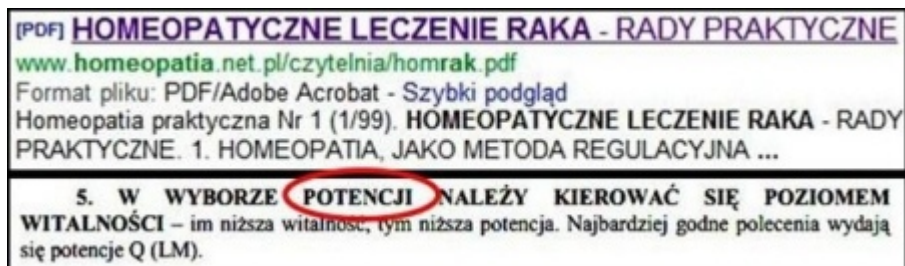 [PDF] HOMEOPATYCZNE LECZENIE RAKA - RADY PRAKTYCZNE
www.homeopatia.net.pl/czytelnia/homrak.pdf
Format pliku: PDF/Adobe Acrobat - Szybki podgląd
Homeopatia praktyczna Nr 1 (1/99). HOMEOPATYCZNE LECZENIE RAKA - RADY
PRAKTYCZNE. 1. HOMEOPATIA, JAKO METODA REGULACYJNA ...
5. W WYBORZE POTENCJI NALEŻY KIEROWAĆ SIĘ POZIOMEM
WITALNOŚCI – im niższa witalność, tym niższa potencja. Najbardziej godne polecenia wydają
się potencje Q (LM).